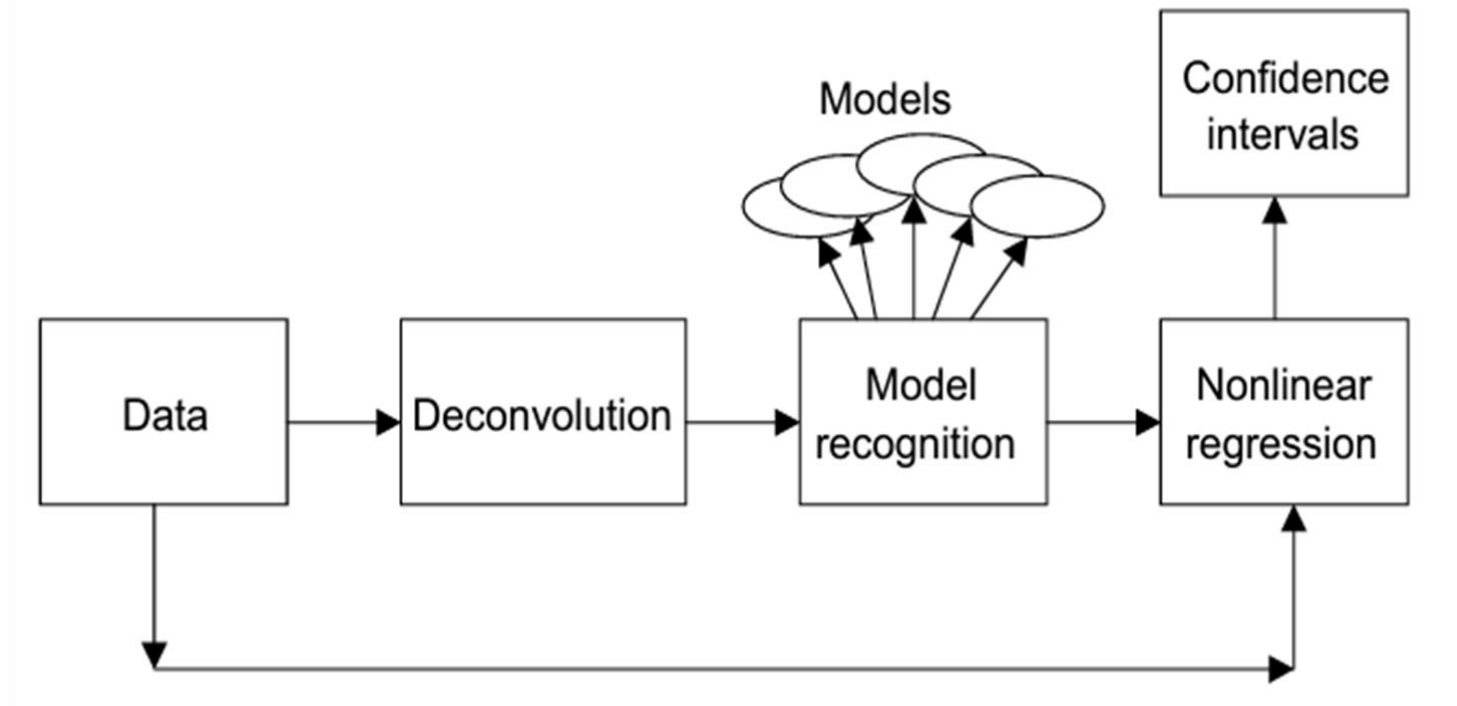 Models
Confidence
intervals
Data
Deconvolution
Model
recognition
Nonlinear
regression